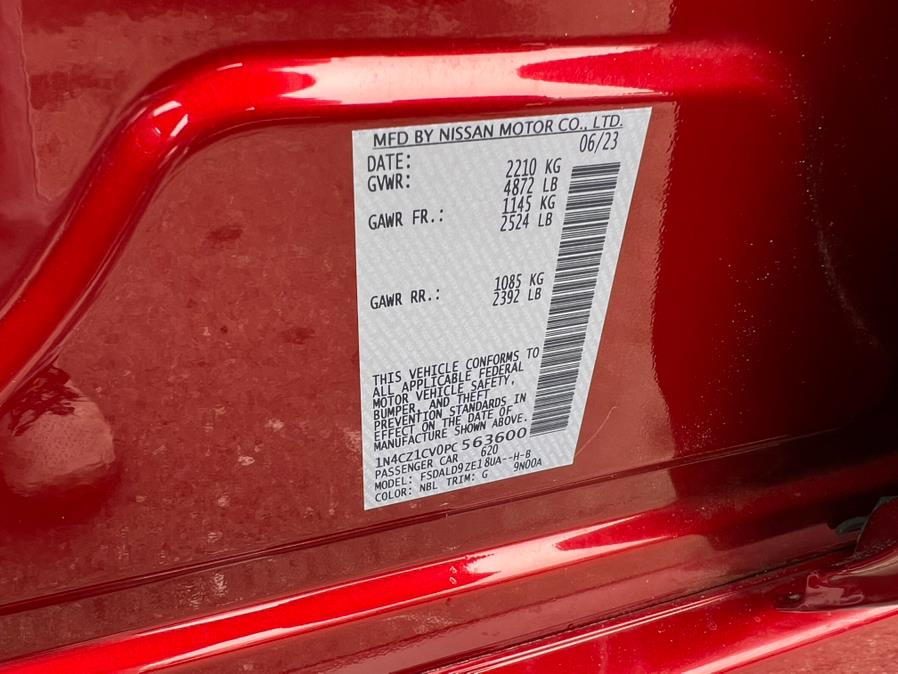 MFD BY NISSAN MOTOR CO., LTD.
DATE: 06/23
GVWR: 2210 KG
4872 LB
GAWR FR.: 1145 KG
2524 LB
GAWR RR.: 1085 KG
2392 LB
THIS VEHICLE CONFORMS TO
ALL APPLICABLE FEDERAL
MOTOR VEHICLE SAFETY,
BUMPER, AND THEFT
PREVENTION STANDARDS IN
EFFECT ON THE DATE OF
MANUFACTURE SHOWN ABOVE.
1N4CZ1CV0PC563600
PASSENGER CAR 620
MODEL: FSDALD9ZE18UA--H-B
COLOR: NBL TRIM: G 9N00A